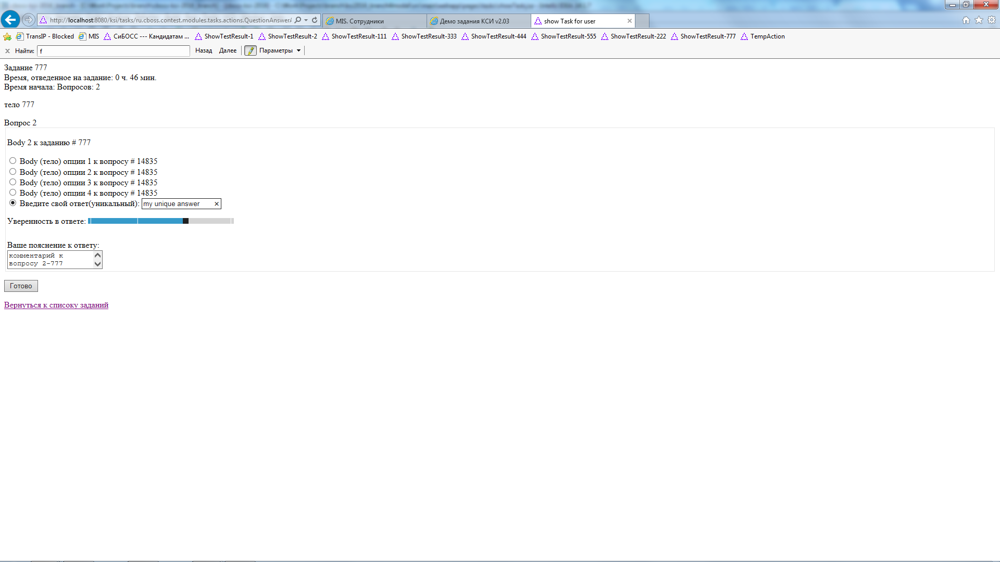 http://localhost:8080/ksi/tasks/ru.cboss.contest.modules.tasks.actions.QuestionAnswerA
MIS. Сотрудники
Демо задания КСИ v2.03
show Task for user
TransIP - Blocked MIS СиБОСС --- Кандидатам ... ShowTestResult-1 ShowTestResult-2 ShowTestResult-111 ShowTestResult-333 ShowTestResult-444 ShowTestResult-555 ShowTestResult-222 ShowTestResult-777 TempAction
Найти: f Назад Далее Параметры
Задание 777
Время, отведенное на задание: 0 ч. 46 мин.
Время начала: Вопросов: 2
тело 777
Вопрос 2
Body 2 к заданию # 777
Body (тело) опции 1 к вопросу # 14835
Body (тело) опции 2 к вопросу # 14835
Body (тело) опции 3 к вопросу # 14835
Body (тело) опции 4 к вопросу # 14835
Введите свой ответ(уникальный): my unique answer
Уверенность в ответе:
Ваше пояснение к ответу:
комментарий к
вопросу 2-777
Готово
Вернуться к списоку заданий